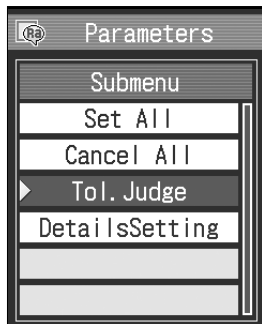 Ra Parameters
Submenu
Set All
Cancel All
Tol.Judge
DetailsSetting